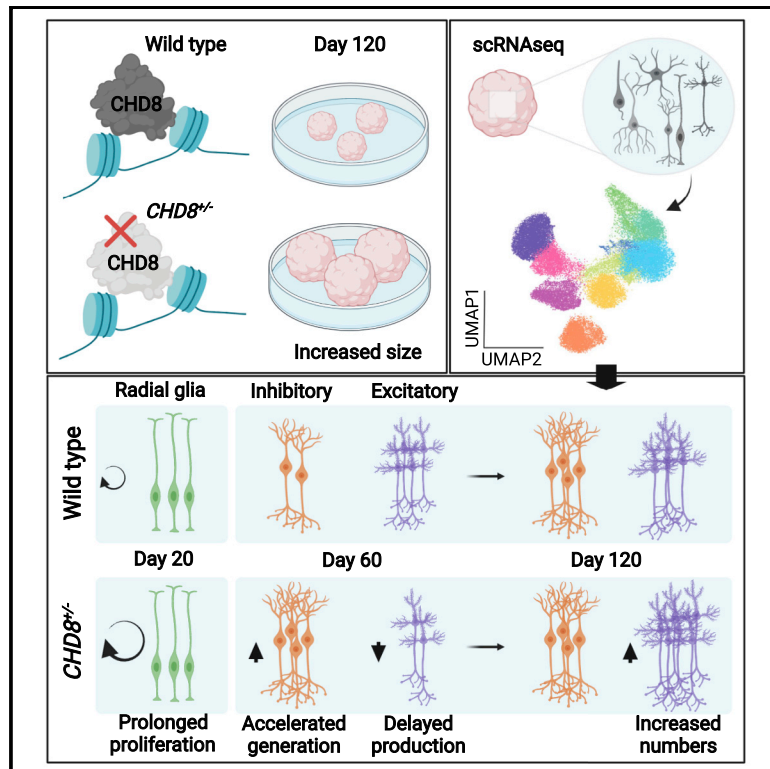 Wild type
Day 120
CHD8
CHD8+/-
CHD8
Increased size
scRNAseq
UMAP1
UMAP2
Radial glia
Inhibitory
Excitatory
Wild type
Day 20
Day 60
Day 120
CHD8+/-
Prolonged
proliferation
Accelerated
generation
Delayed
production
Increased
numbers